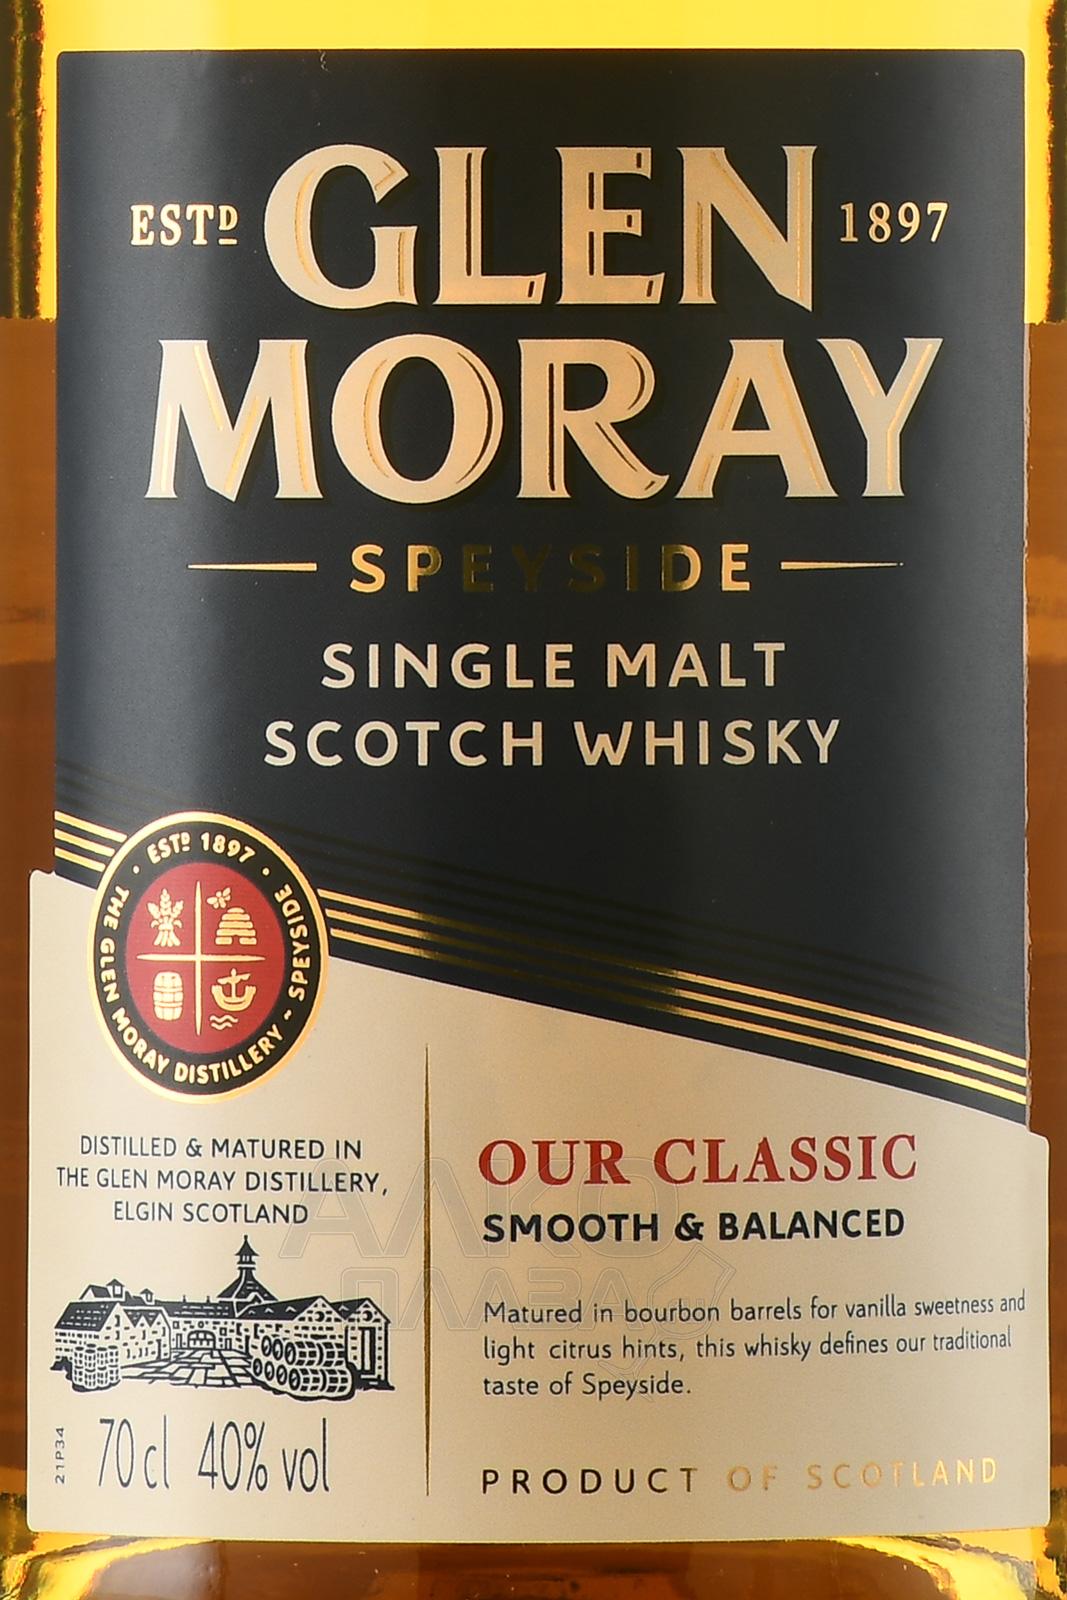 ESTD GLEN 1897
MORAY
SPEYSIDE
SINGLE MALT
SCOTCH WHISKY
· ESTD 1897 ·
THE GLEN MORAY DISTILLERY ~ SPEYSIDE
DISTILLED & MATURED IN
THE GLEN MORAY DISTILLERY,
ELGIN SCOTLAND
21P34
70 cl 40% vol
OUR CLASSIC
SMOOTH & BALANCED
Matured in bourbon barrels for vanilla sweetness and
light citrus hints, this whisky defines our traditional
taste of Speyside.
PRODUCT OF SCOTLAND
АЛКО
ПЛАЗА